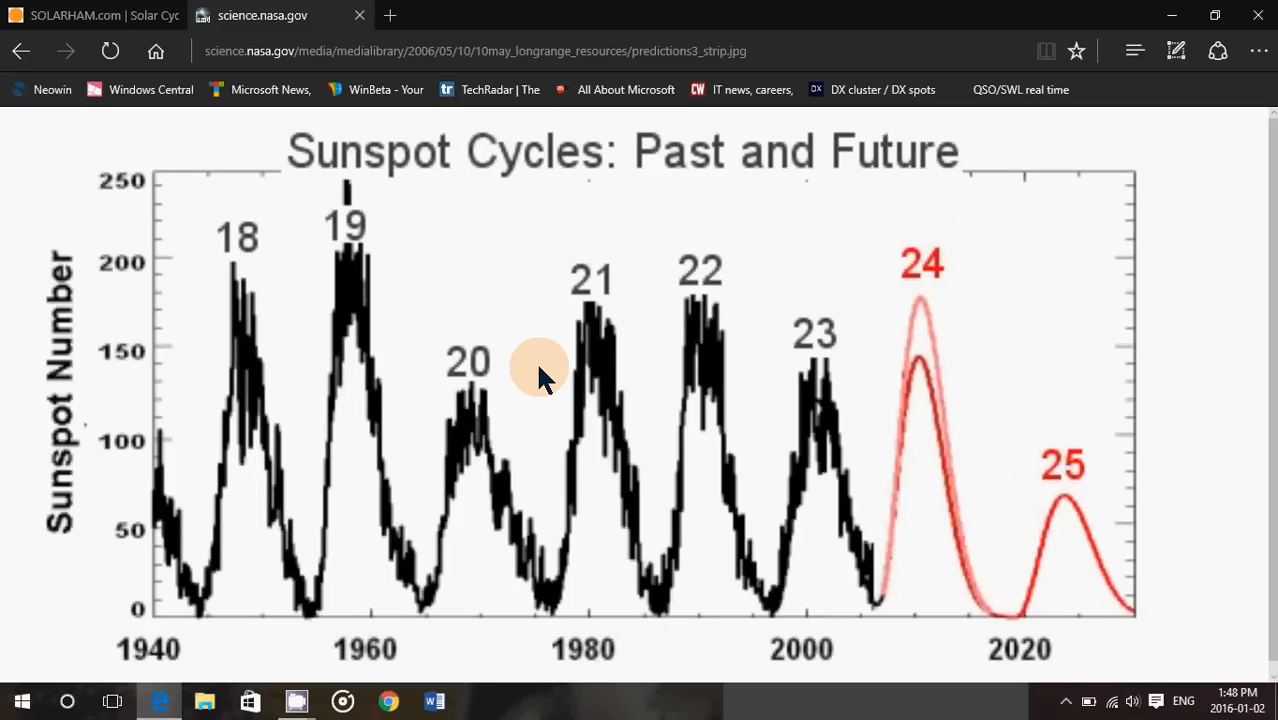 SOLARHAM.com | Solar Cyc
science.nasa.gov
science.nasa.gov/media/medialibrary/2006/05/10/10may_longrange_resources/predictions3_strip.jpg
Neowin Windows Central Microsoft News, WinBeta - Your TechRadar | The All About Microsoft IT news, careers, DX cluster / DX spots QSO/SWL real time
Sunspot Cycles: Past and Future
Sunspot Number
250
200
150
100
50
0
18
19
20
21
22
23
24
25
1940 1960 1980 2000 2020
ENG
1:48 PM
2016-01-02